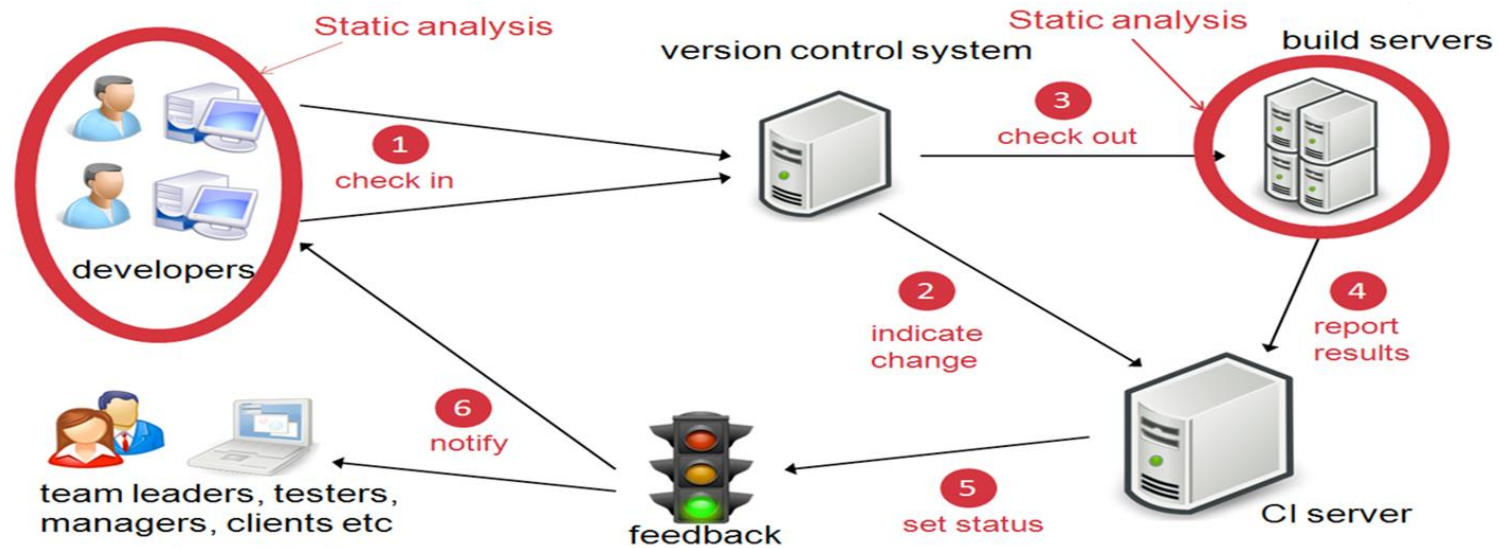 Static analysis
version control system
Static analysis
build servers
1
check in
3
check out
developers
2
indicate
change
4
report
results
6
notify
team leaders, testers,
managers, clients etc
feedback
5
set status
CI server